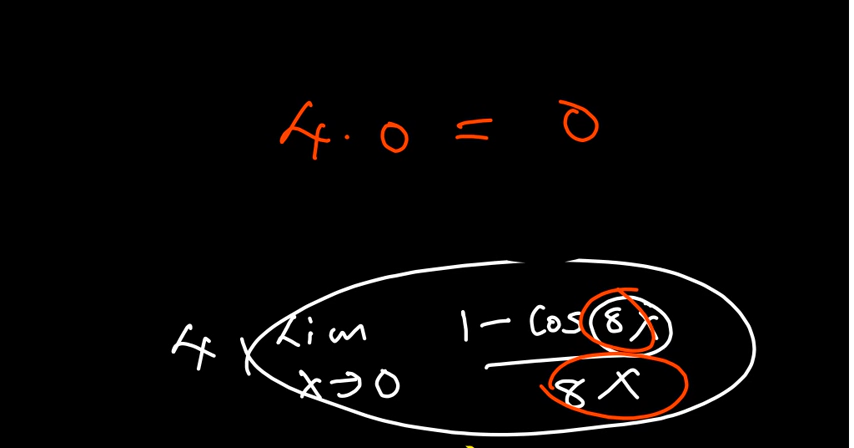 4 · 0 = 0
1 - Cos 8x
4 ( Lim
x → 0 8x